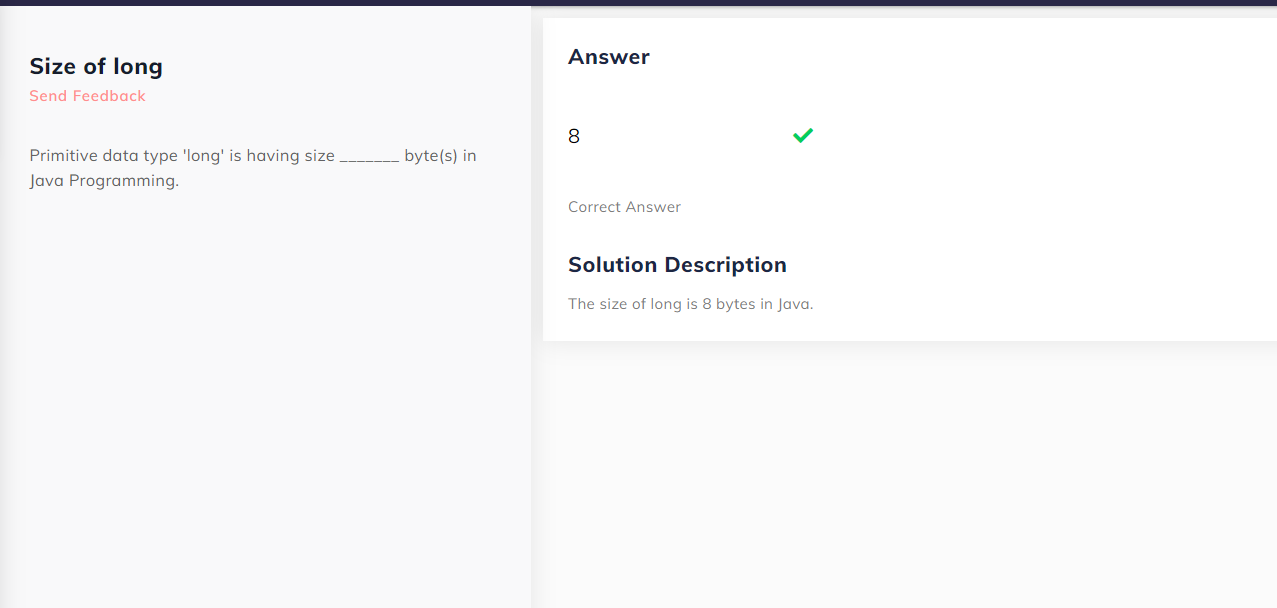 Size of long
Send Feedback
Primitive data type 'long' is having size _______ byte(s) in
Java Programming.
Answer
8
Correct Answer
Solution Description
The size of long is 8 bytes in Java.